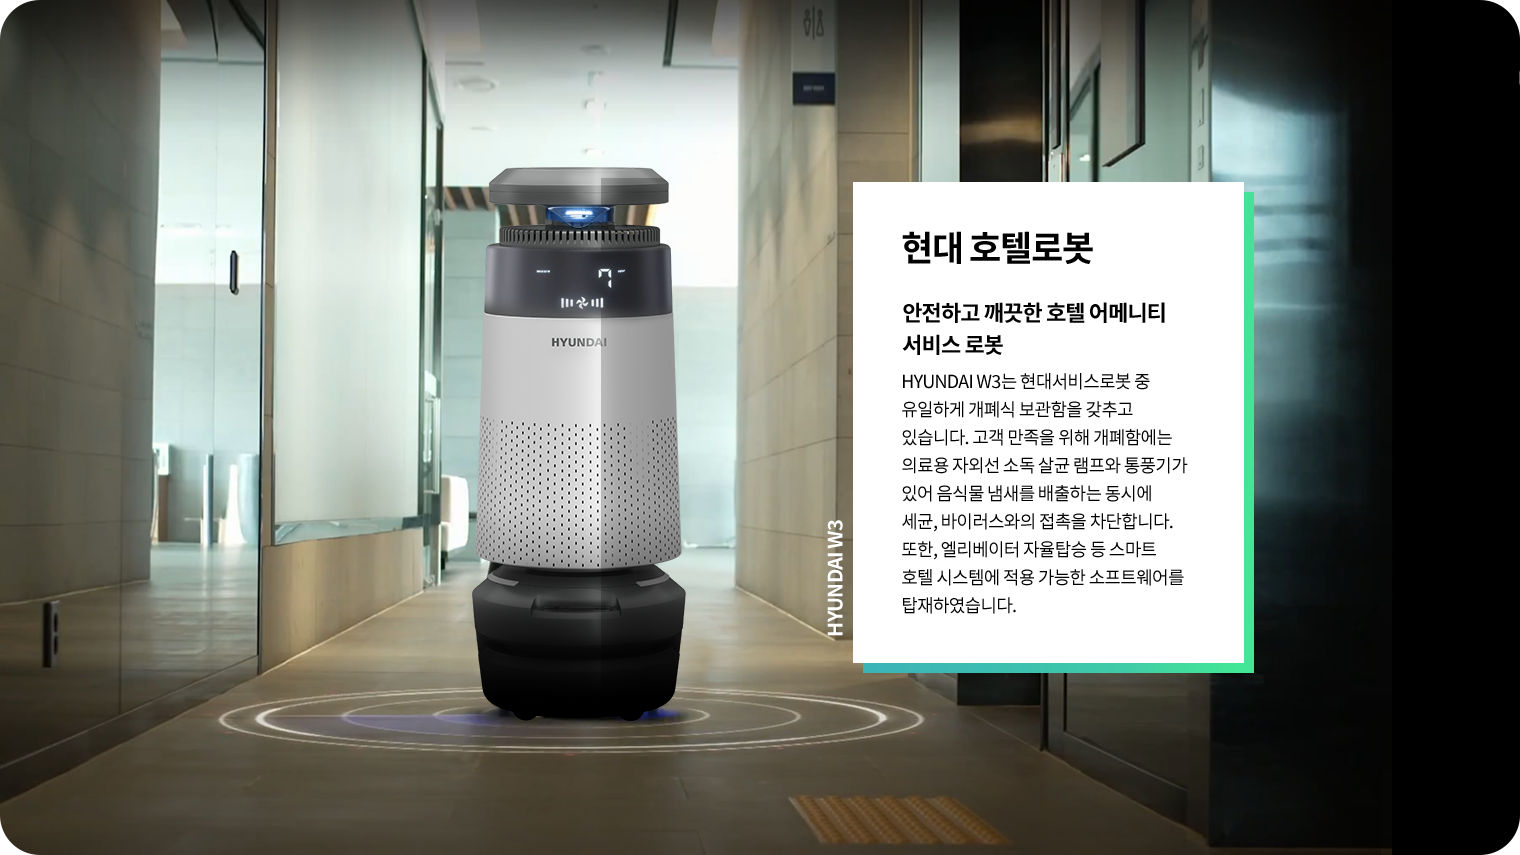 HYUNDAI
HYUNDAI W3
현대 호텔로봇
안전하고 깨끗한 호텔 어메니티
서비스 로봇
HYUNDAI W3는 현대서비스로봇 중
유일하게 개폐식 보관함을 갖추고
있습니다. 고객 만족을 위해 개폐함에는
의료용 자외선 소독 살균 램프와 통풍기가
있어 음식물 냄새를 배출하는 동시에
세균, 바이러스와의 접촉을 차단합니다.
또한, 엘리베이터 자율탑승 등 스마트
호텔 시스템에 적용 가능한 소프트웨어를
탑재하였습니다.